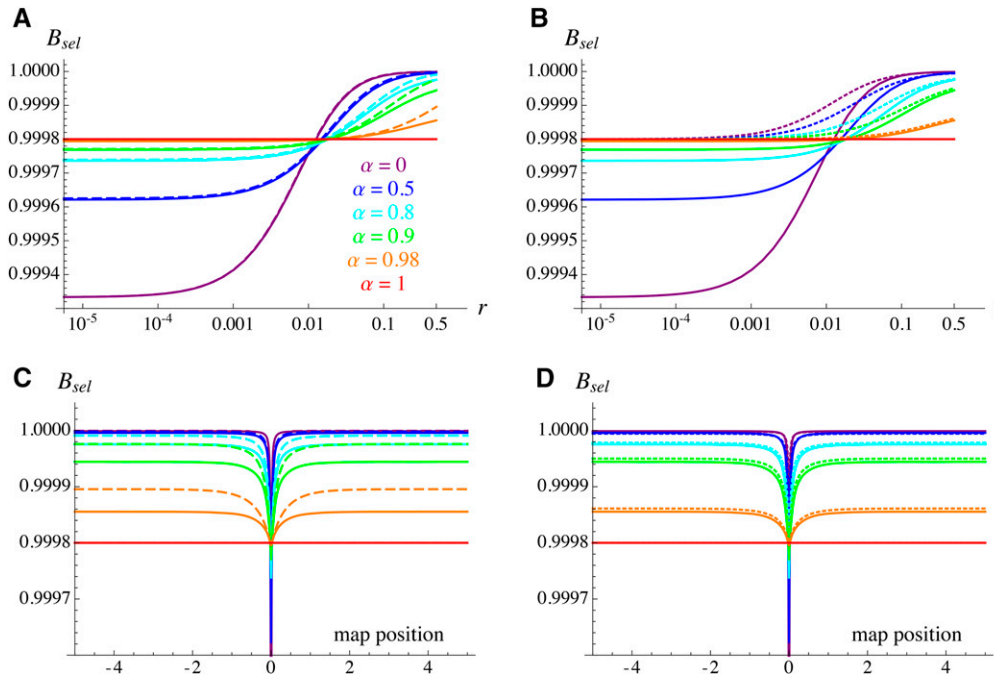 A
B
B_sel
B_sel
1.0000
0.9999
0.9998
0.9997
0.9996
0.9995
0.9994
α = 0
α = 0.5
α = 0.8
α = 0.9
α = 0.98
α = 1
10^-5
10^-4
0.001
0.01
0.1
0.5
r
1.0000
0.9999
0.9998
0.9997
0.9996
0.9995
0.9994
10^-5
10^-4
0.001
0.01
0.1
0.5
C
D
B_sel
B_sel
1.0000
0.9999
0.9998
0.9997
map position
-4
-2
0
2
4
1.0000
0.9999
0.9998
0.9997
map position
-4
-2
0
2
4